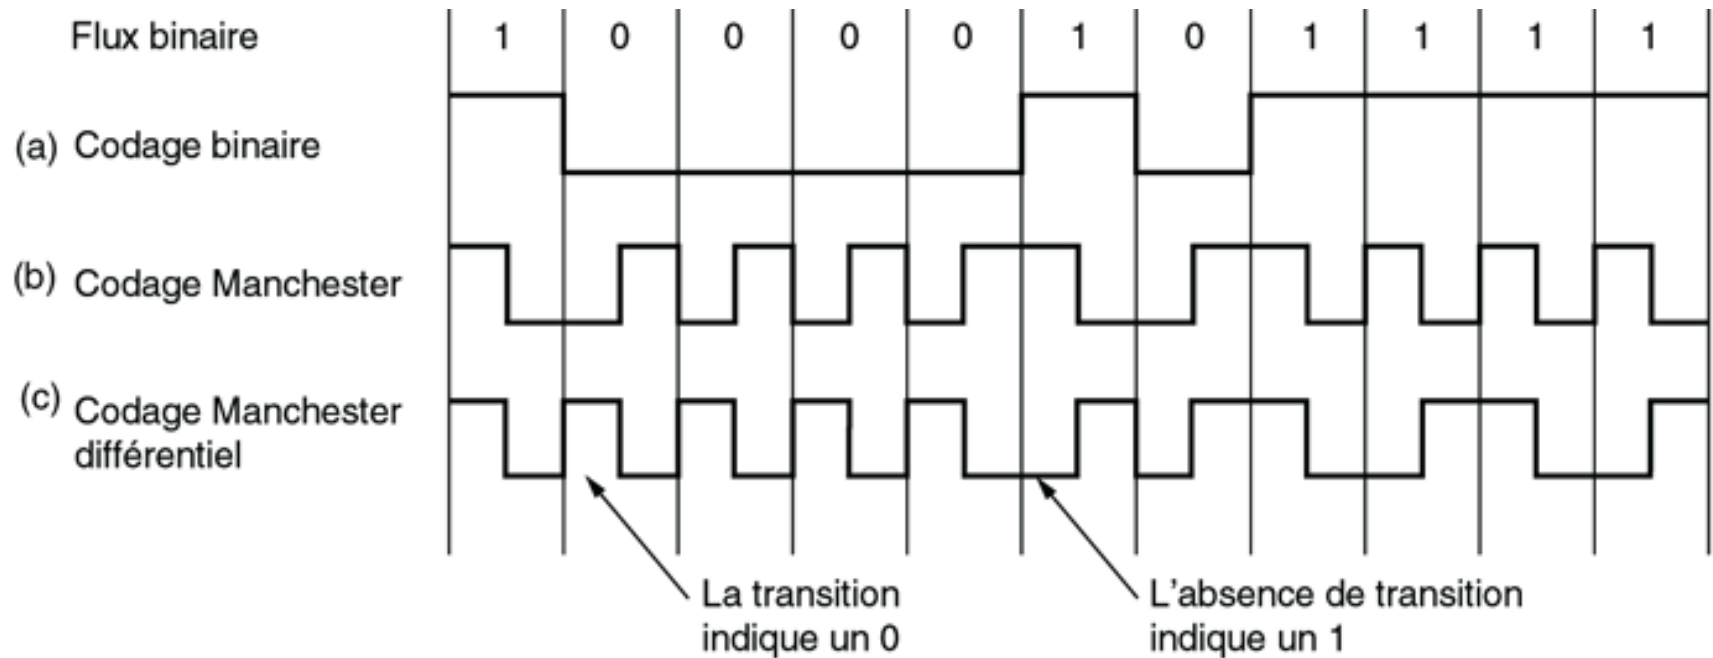 Flux binaire 1 0 0 0 0 1 0 1 1 1 1
(a) Codage binaire
(b) Codage Manchester
(c) Codage Manchester
différentiel
La transition
indique un 0
L'absence de transition
indique un 1